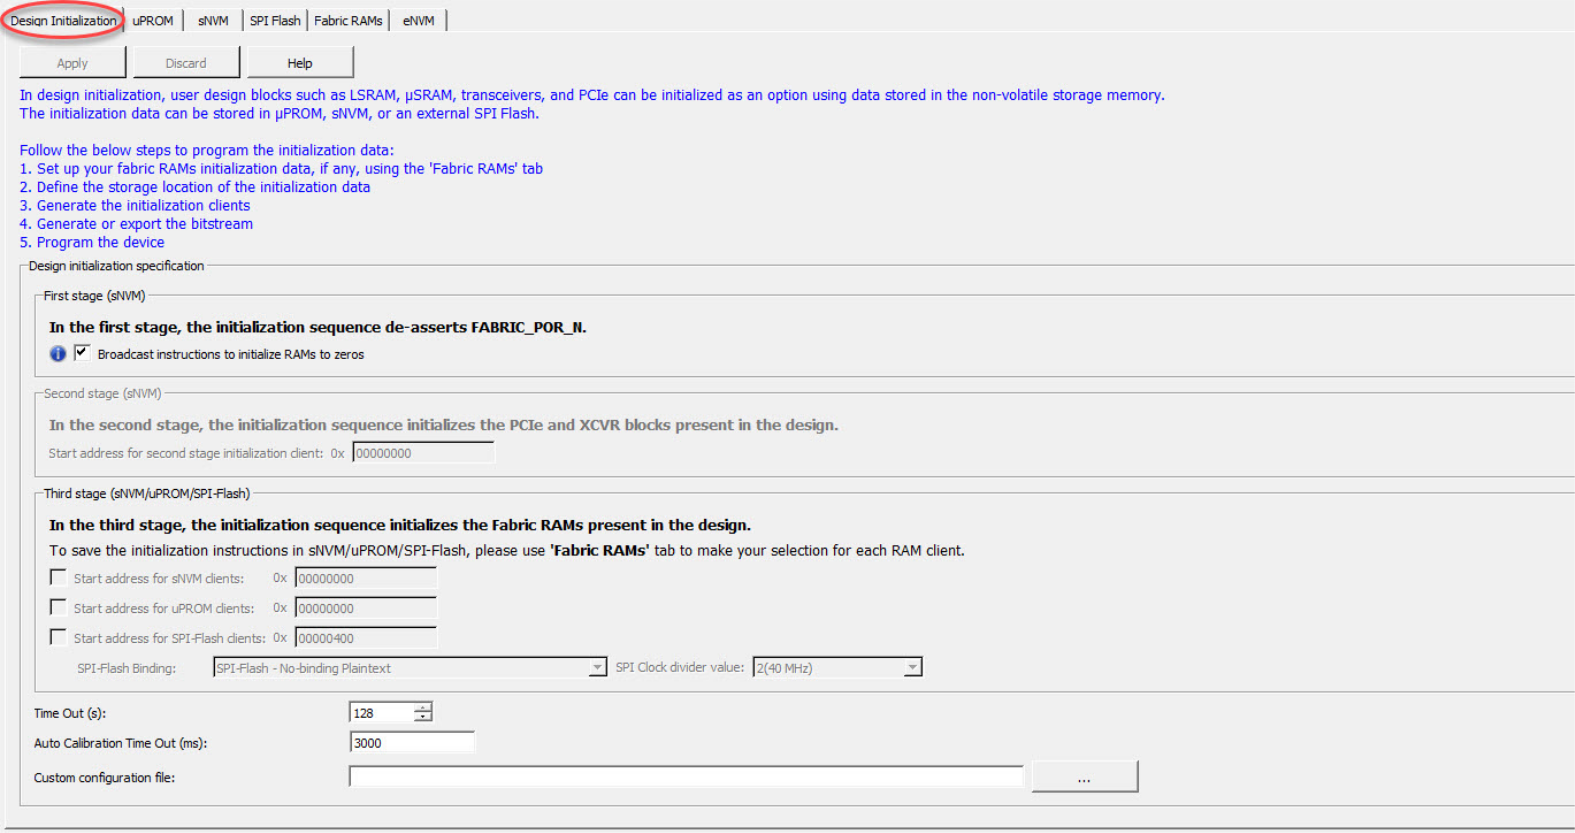 Design Initialization uPROM sNVM SPI Flash Fabric RAMs eNVM
Apply Discard Help
In design initialization, user design blocks such as LSRAM, µSRAM, transceivers, and PCIe can be initialized as an option using data stored in the non-volatile storage memory.
The initialization data can be stored in µPROM, sNVM, or an external SPI Flash.
Follow the below steps to program the initialization data:
1. Set up your fabric RAMs initialization data, if any, using the 'Fabric RAMs' tab
2. Define the storage location of the initialization data
3. Generate the initialization clients
4. Generate or export the bitstream
5. Program the device
Design initialization specification
First stage (sNVM)
In the first stage, the initialization sequence de-asserts FABRIC_POR_N.
Broadcast instructions to initialize RAMs to zeros
Second stage (sNVM)
In the second stage, the initialization sequence initializes the PCIe and XCVR blocks present in the design.
Start address for second stage initialization client: 0x 00000000
Third stage (sNVM/uPROM/SPI-Flash)
In the third stage, the initialization sequence initializes the Fabric RAMs present in the design.
To save the initialization instructions in sNVM/uPROM/SPI-Flash, please use 'Fabric RAMs' tab to make your selection for each RAM client.
Start address for sNVM clients: 0x 00000000
Start address for uPROM clients: 0x 00000000
Start address for SPI-Flash clients: 0x 00000400
SPI-Flash Binding: SPI-Flash - No-binding Plaintext SPI Clock divider value: 2(40 MHz)
Time Out (s): 128
Auto Calibration Time Out (ms): 3000
Custom configuration file: ...